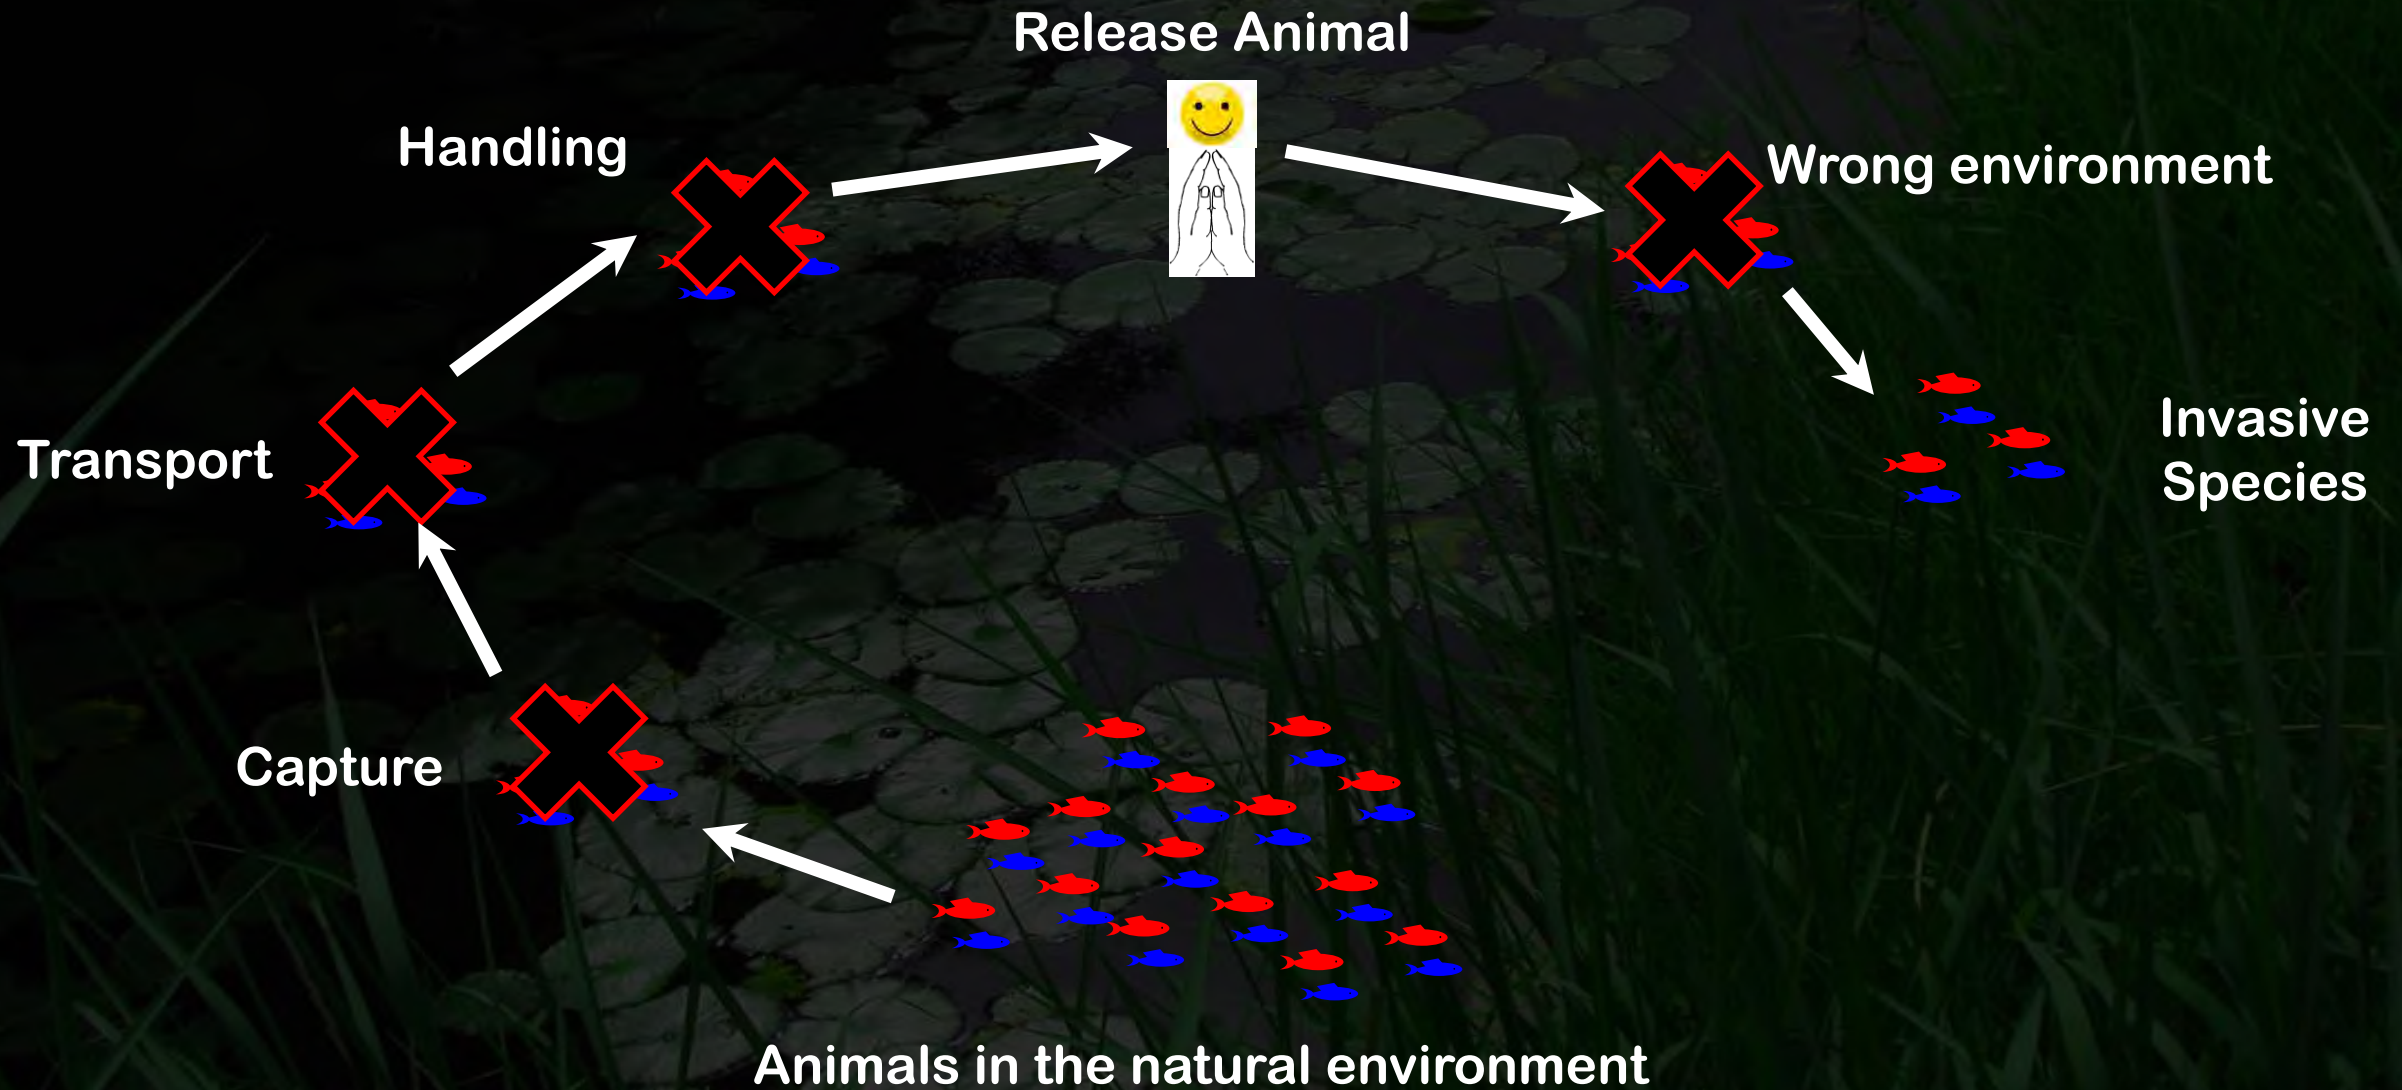 Release Animal
Handling
Wrong environment
Transport
Invasive
Species
Capture
Animals in the natural environment